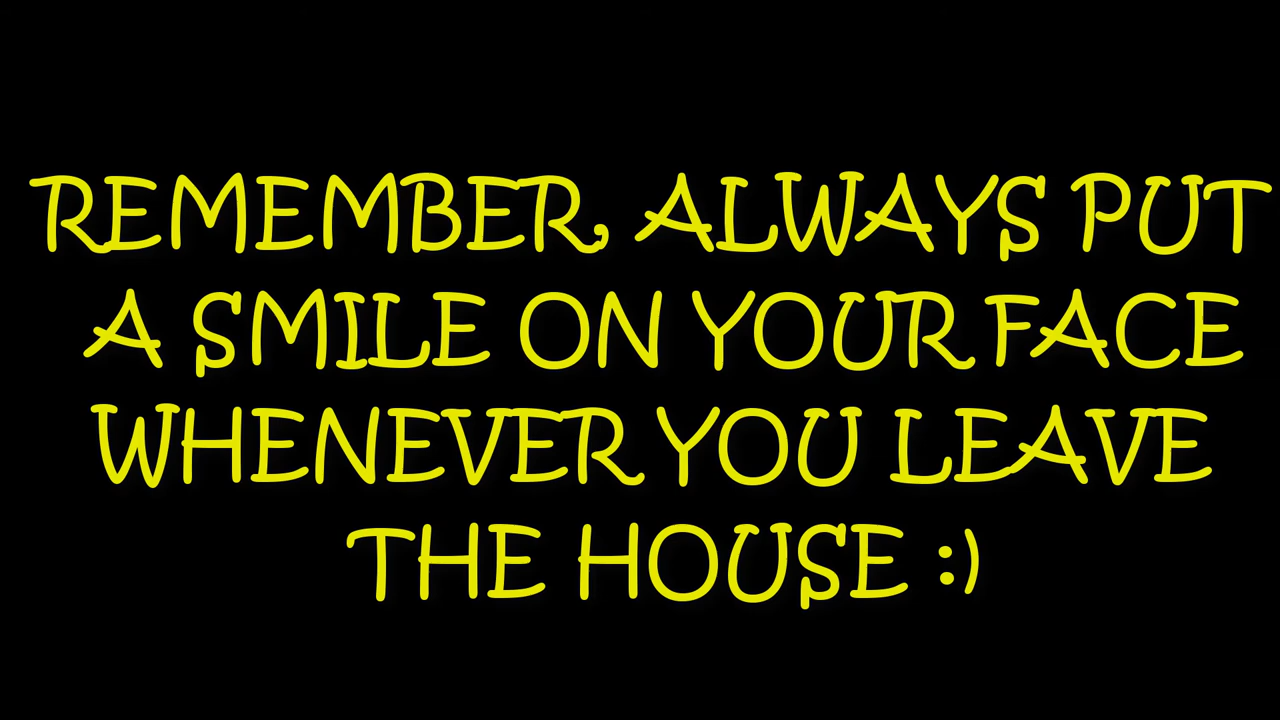 REMEMBER, ALWAYS PUT
A SMILE ON YOUR FACE
WHENEVER YOU LEAVE
THE HOUSE :)